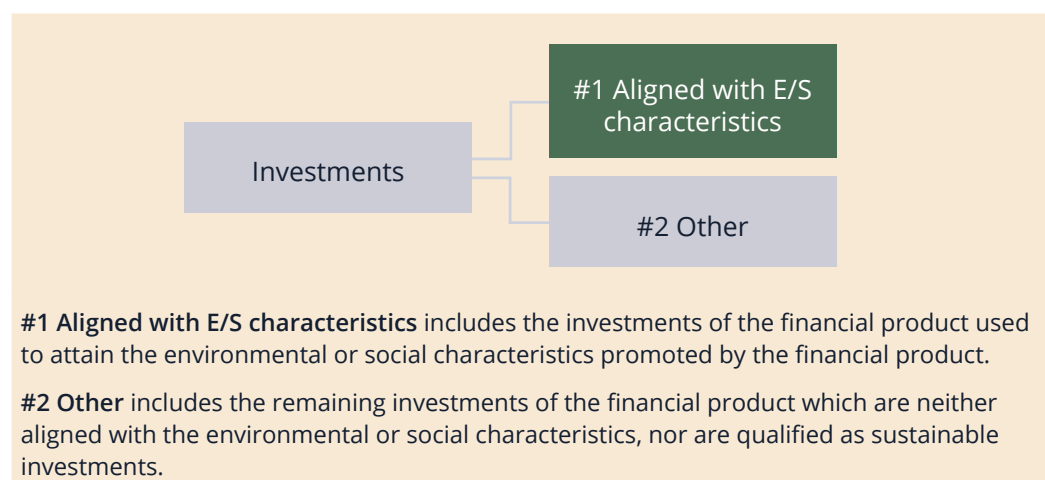 #1 Aligned with E/S
characteristics
Investments
#2 Other
#1 Aligned with E/S characteristics includes the investments of the financial product used
to attain the environmental or social characteristics promoted by the financial product.
#2 Other includes the remaining investments of the financial product which are neither
aligned with the environmental or social characteristics, nor are qualified as sustainable
investments.